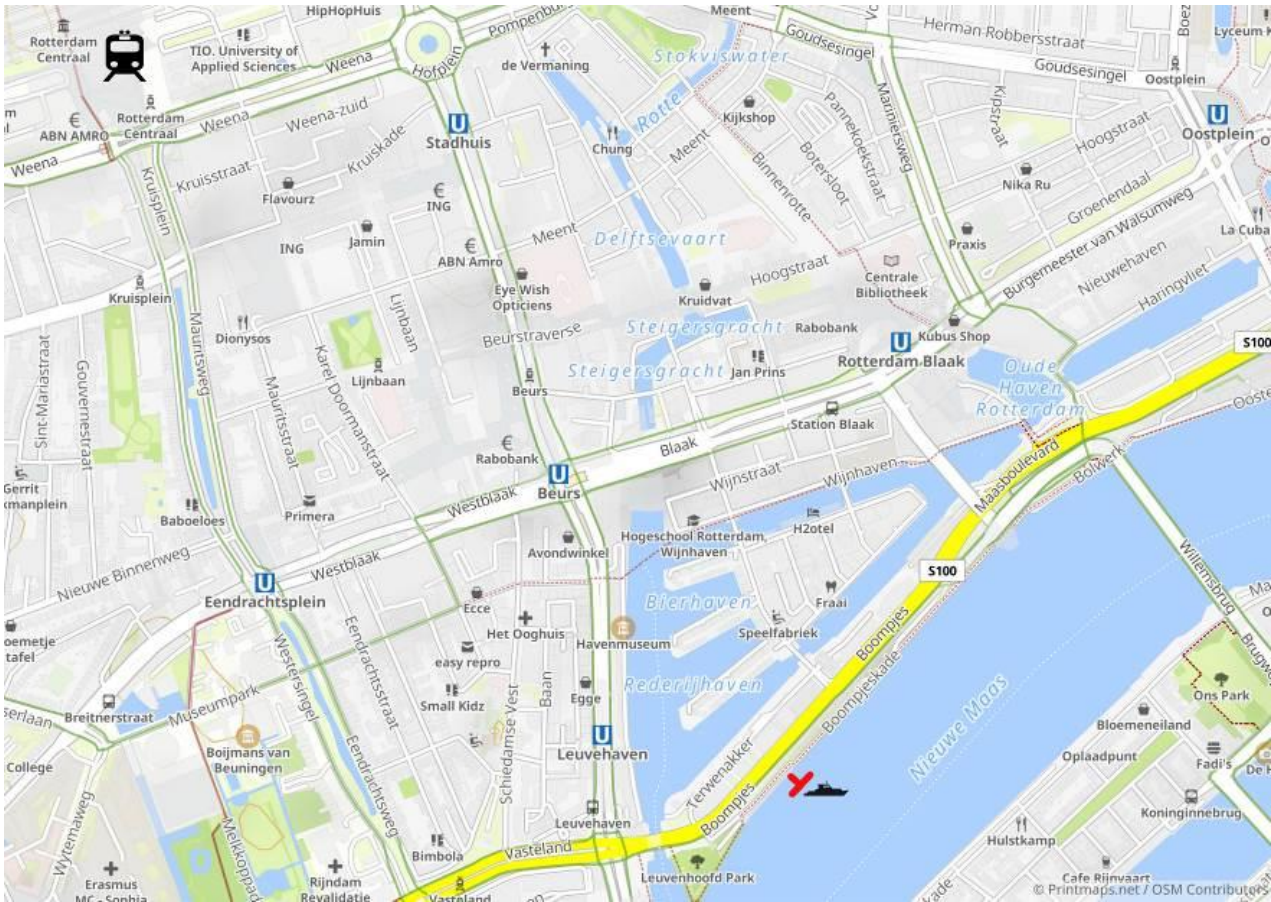 HipHopHuis
Meent
Herman Robbersstraat
Rotterdam
Centraal
TIO. University of
Applied Sciences
Weena
Hofplein
Pompenburg
de Vermaning
Stokviswater
Goudsesingel
Goudsesingel
Oostplein
ABN AMRO
Rotterdam
Centraal
Weena
Weena-zuid
Kruiskade
U
Stadhuis
Rotte
Kijkshop
Pannekoekstraat
Mariniersweg
Kipstraat
Hoogstraat
U
Oostplein
Weena
Kruisplein
Kruisstraat
Flavourz
ING
Chung
Meent
Binnenrotte
Botersloot
Nika Ru
Groenendaal
ING
Jamin
ABN Amro
Meent
Delftsevaart
Hoogstraat
Centrale
Bibliotheek
Praxis
Burgemeester van Walsumweg
La Cuba
Nieuwehaven
Haringvliet
Kruisplein
Eye Wish
Opticiens
Kruidvat
Dionysos
Lijnbaan
Beurstraverse
Steigersgracht
Rabobank
U
Kubus Shop
S100
Mauritsweg
Karel Doormanstraat
Lijnbaan
Steigersgracht
Jan Prins
Rotterdam Blaak
Oude
Haven
Rotterdam
Sint-Mariastraat
Gouvernestraat
Mauritsstraat
Beurs
Station Blaak
Rabobank
Blaak
Maasboulevard
Bolwerk
Gerrit
U
Beurs
Westblaak
Wijnstraat
Wijnhaven
Baboeloes
Primera
Hogeschool Rotterdam,
Wijnhaven
H2otel
Avondwinkel
Nieuwe Binnenweg
Westblaak
S100
Willemsbrug
U
Eendrachtsplein
Ecce
Bierhaven
Fraai
Het Ooghuis
Havenmuseum
Speelfabriek
Boompjes
Brugweg
easy repro
Westersingel
Eendrachtsstraat
Small Kidz
Schiedamse Vest
Baan
Egge
Rederijhaven
Boompjeskade
Nieuwe Maas
Ons Park
Breitnerstraat
Museumpark
Bloemeneiland
Boijmans van
Beuningen
U
Leuvehaven
Oplaadpunt
Fadi's
College
Eendrachtsweg
Terwenakker
Koninginnebrug
Wytemaweg
Melkkoppad
Leuvehaven
Boompjes
Hulstkamp
Bimbola
Vasteland
Erasmus
MC - Sophia
Rijndam
Revalidatie
Vasteland
Leuvenhoofd Park
Cafe Rijnvaart
© Printmaps.net / OSM Contributors